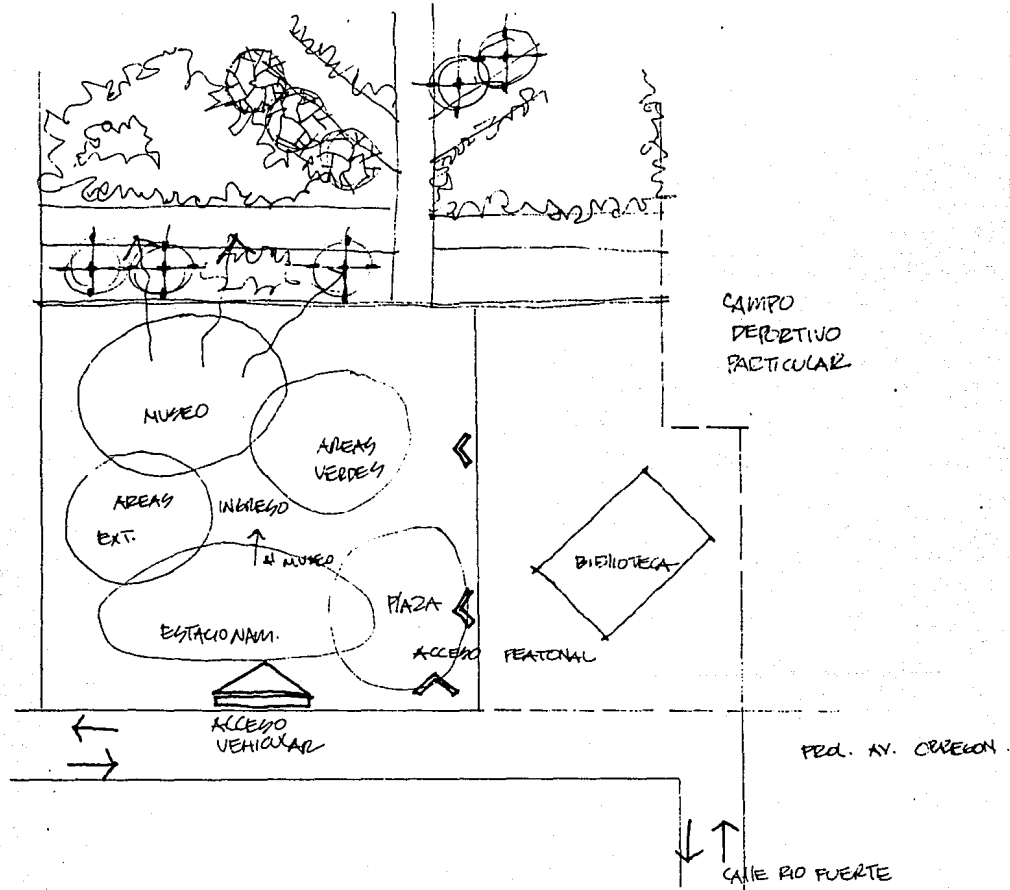 CAMPO
DEPORTIVO
PARTICULAR
MUSEO
AREAS
VERDES
AREAS
EXT.
INGRESO
al MUSEO
BIBLIOTECA
PLAZA
ESTACIONAM.
ACCESO PEATONAL
ACCESO
VEHICULAR
PROL. AV. OBREGON.
CALLE RIO FUERTE